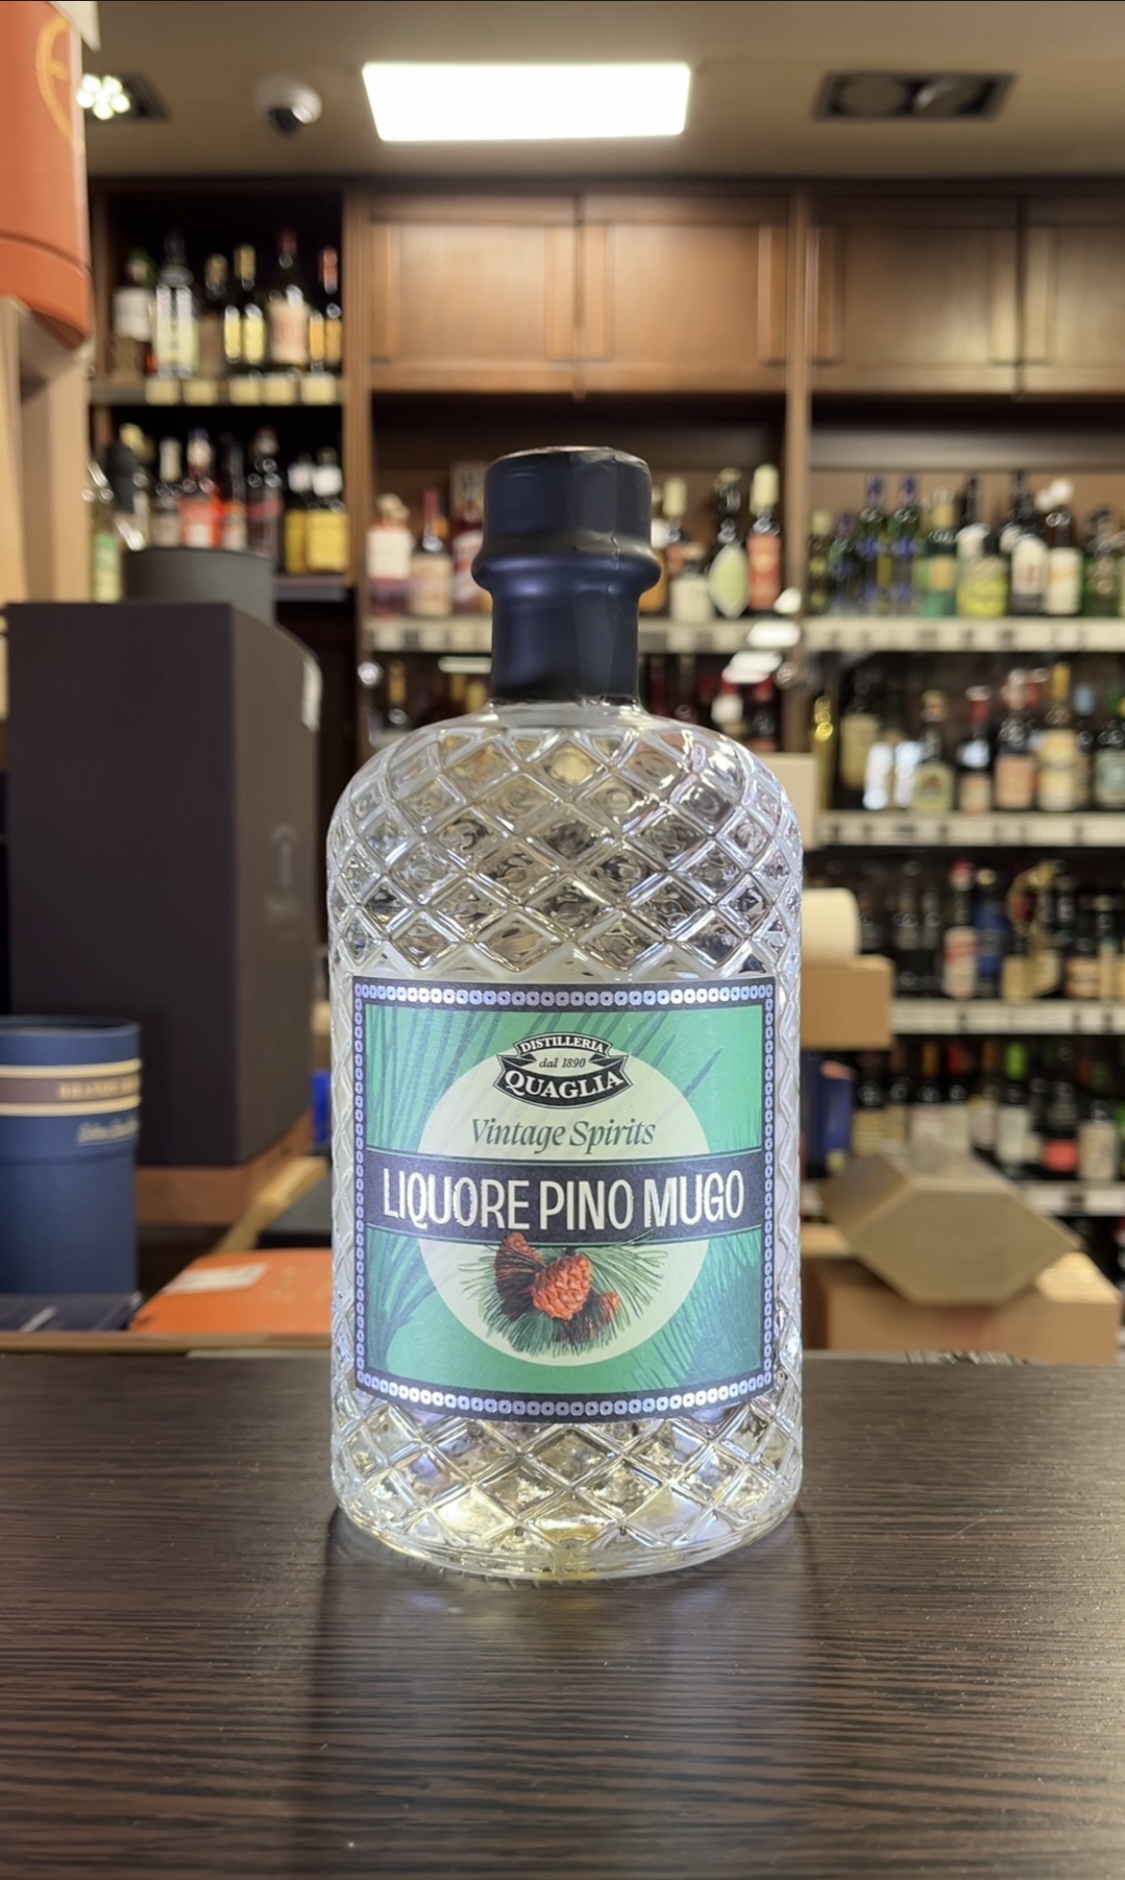 DISTILLERIA
dal 1890
QUAGLIA
Vintage Spirits
LIQUORE PINO MUGO